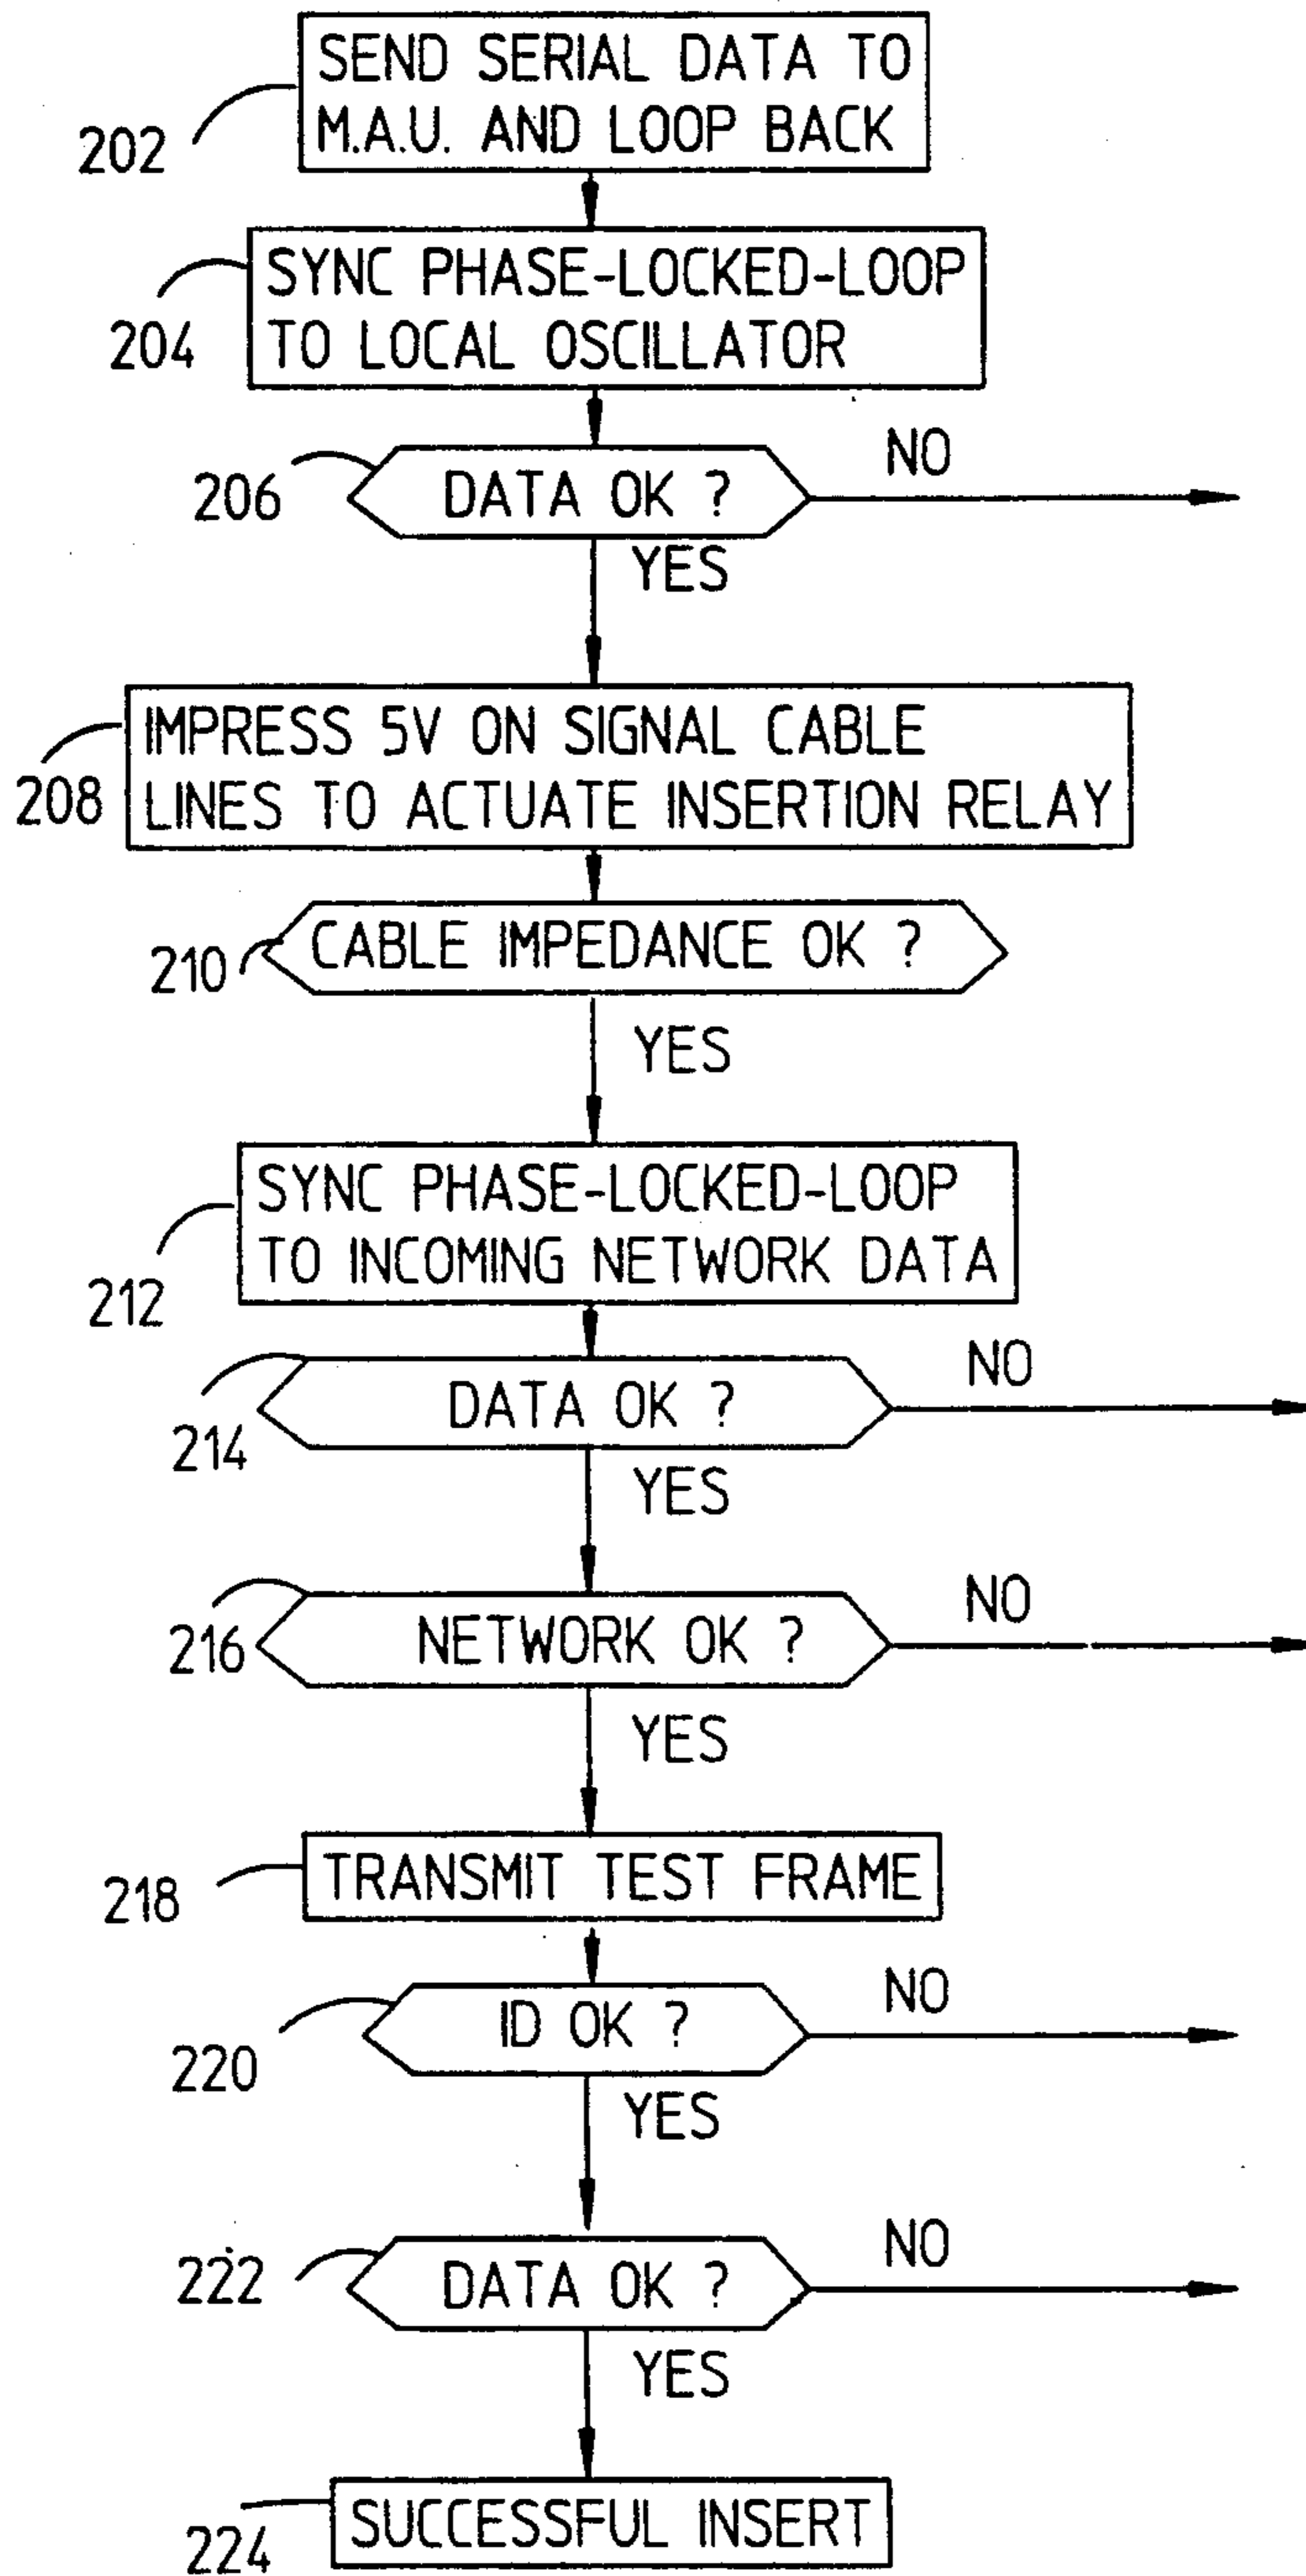 SEND SERIAL DATA TO
M.A.U. AND LOOP BACK
202
SYNC PHASE-LOCKED-LOOP
TO LOCAL OSCILLATOR
204
DATA OK ?
NO
206
YES
IMPRESS 5V ON SIGNAL CABLE
LINES TO ACTUATE INSERTION RELAY
208
CABLE IMPEDANCE OK ?
210
YES
SYNC PHASE-LOCKED-LOOP
TO INCOMING NETWORK DATA
212
DATA OK ?
NO
214
YES
NETWORK OK ?
NO
216
YES
TRANSMIT TEST FRAME
218
ID OK ?
NO
220
YES
DATA OK ?
NO
222
YES
SUCCESSFUL INSERT
224